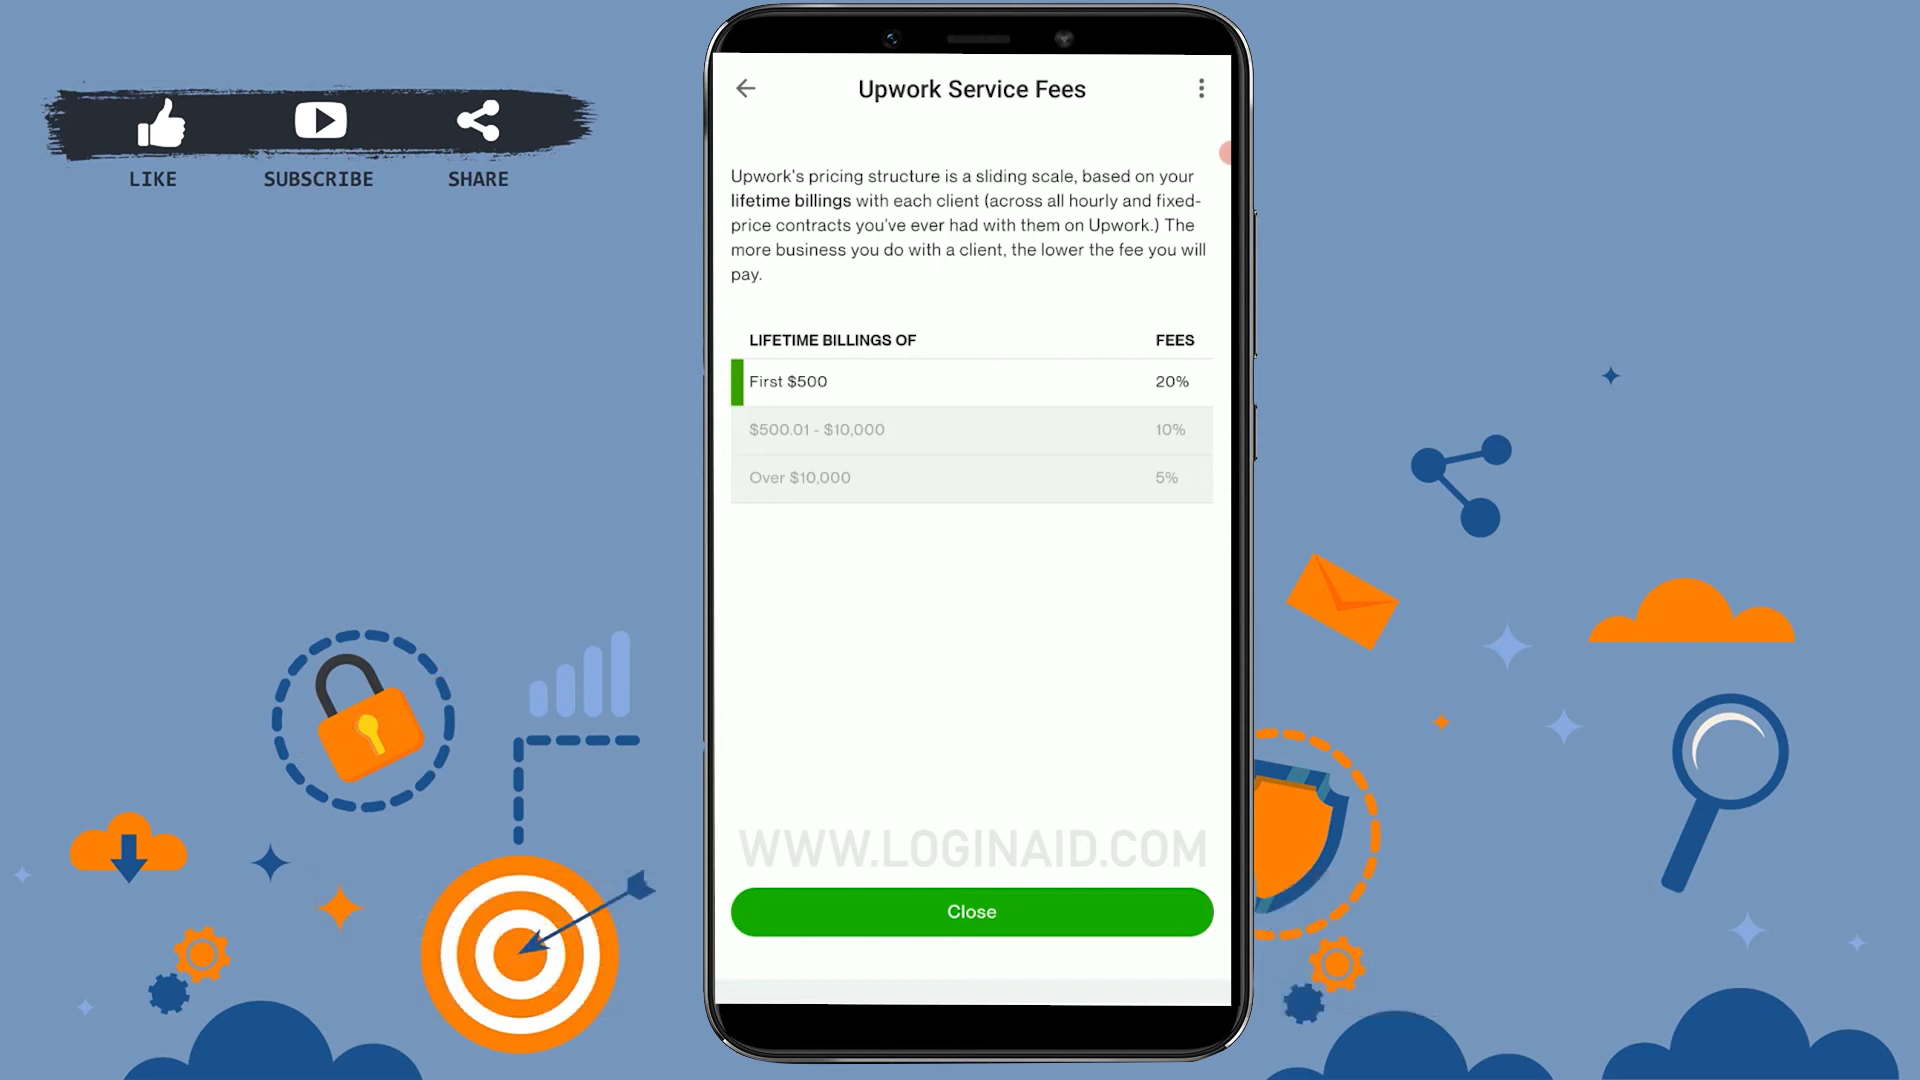 LIKE
SUBSCRIBE
SHARE
Upwork Service Fees
Upwork's pricing structure is a sliding scale, based on your
lifetime billings with each client (across all hourly and fixed-
price contracts you've ever had with them on Upwork.) The
more business you do with a client, the lower the fee you will
pay.
LIFETIME BILLINGS OF FEES
First $500 20%
$500.01 - $10,000 10%
Over $10,000 5%
WWW.LOGINAID.COM
Close